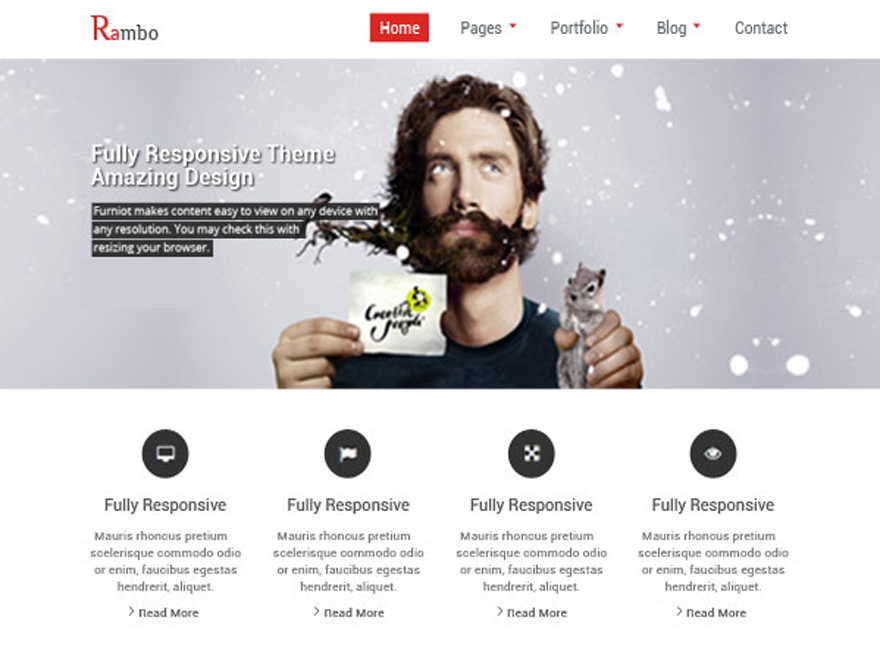 Rambo
Home Pages Portfolio Blog Contact
Fully Responsive Theme
Amazing Design
Furniot makes content easy to view on any device with
any resolution. You may check this with
resizing your browser.
Creative
people
Fully Responsive
Mauris rhoncus pretium
scelerisque commodo odio
or enim, faucibus egestas
hendrerit, aliquet.
Read More
Fully Responsive
Mauris rhoncus pretium
scelerisque commodo odio
or enim, faucibus egestas
hendrerit, aliquet.
Read More
Fully Responsive
Mauris rhoncus pretium
scelerisque commodo odio
or enim, faucibus egestas
hendrerit, aliquet.
Read More
Fully Responsive
Mauris rhoncus pretium
scelerisque commodo odio
or enim, faucibus egestas
hendrerit, aliquet.
Read More